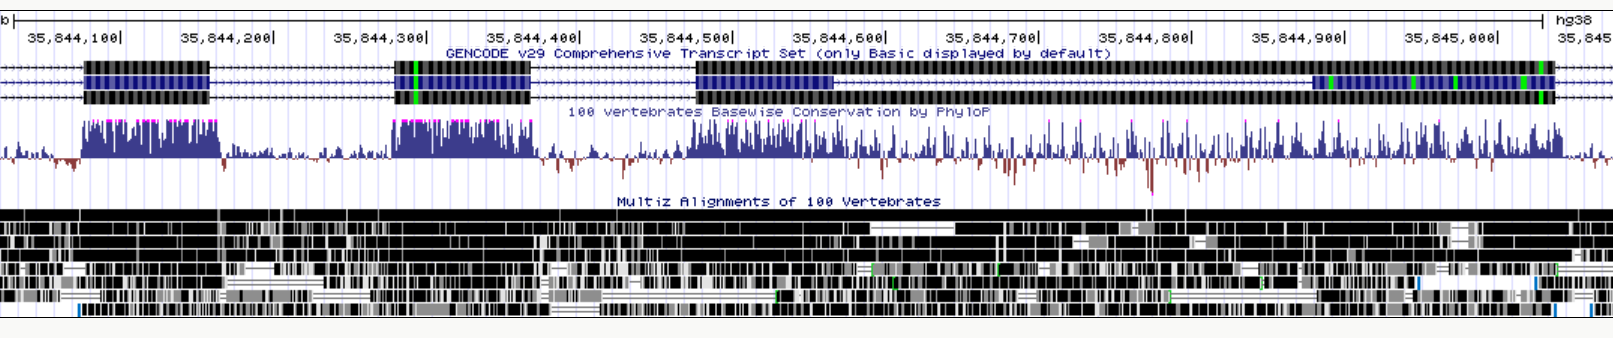 b hg38
35,844,100| 35,844,200| 35,844,300| 35,844,400| 35,844,500| 35,844,600| 35,844,700| 35,844,800| 35,844,900| 35,845,000| 35,845
GENCODE v29 Comprehensive Transcript Set (only Basic displayed by default)
100 vertebrates Basewise Conservation by PhyloP
Multiz Alignments of 100 Vertebrates